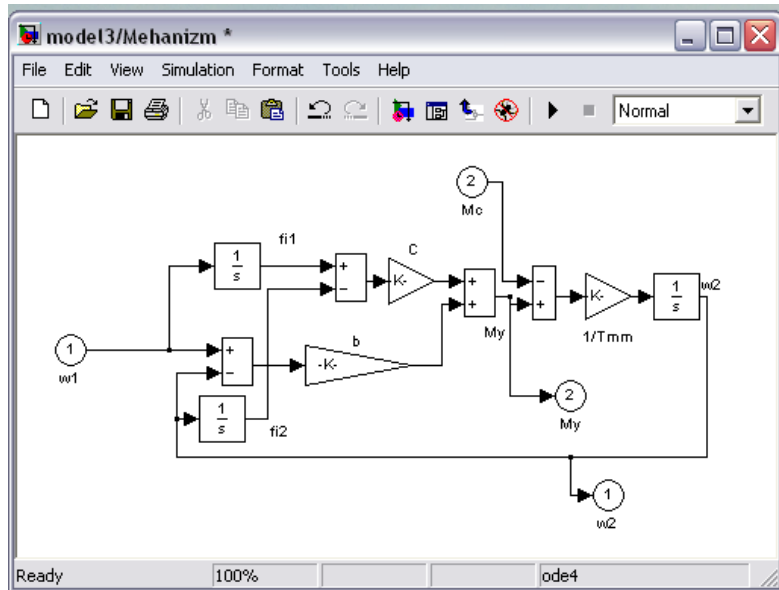 model3/Mehanizm *
File Edit View Simulation Format Tools Help
Normal
2
Mc
fi1
C
1
s
+
−
K-
+
+
−
+
K-
1
s
w2
My
1/Tmm
1
w1
+
−
b
-K-
1
s
fi2
2
My
1
w2
Ready 100% ode4